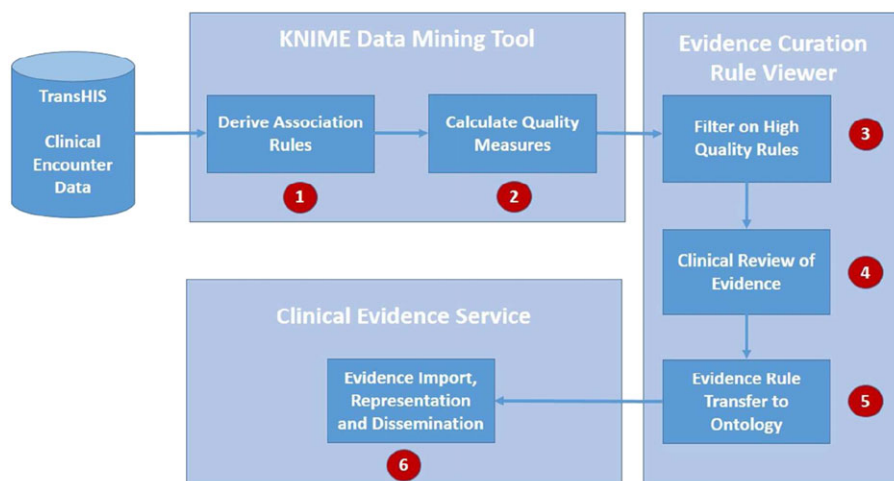 KNIME Data Mining Tool
Evidence Curation
Rule Viewer
TransHIS
Clinical
Encounter
Data
Derive Association
Rules
1
Calculate Quality
Measures
2
Filter on High
Quality Rules
3
Clinical Review of
Evidence
4
Evidence Rule
Transfer to
Ontology
5
Clinical Evidence Service
Evidence Import,
Representation
and Dissemination
6